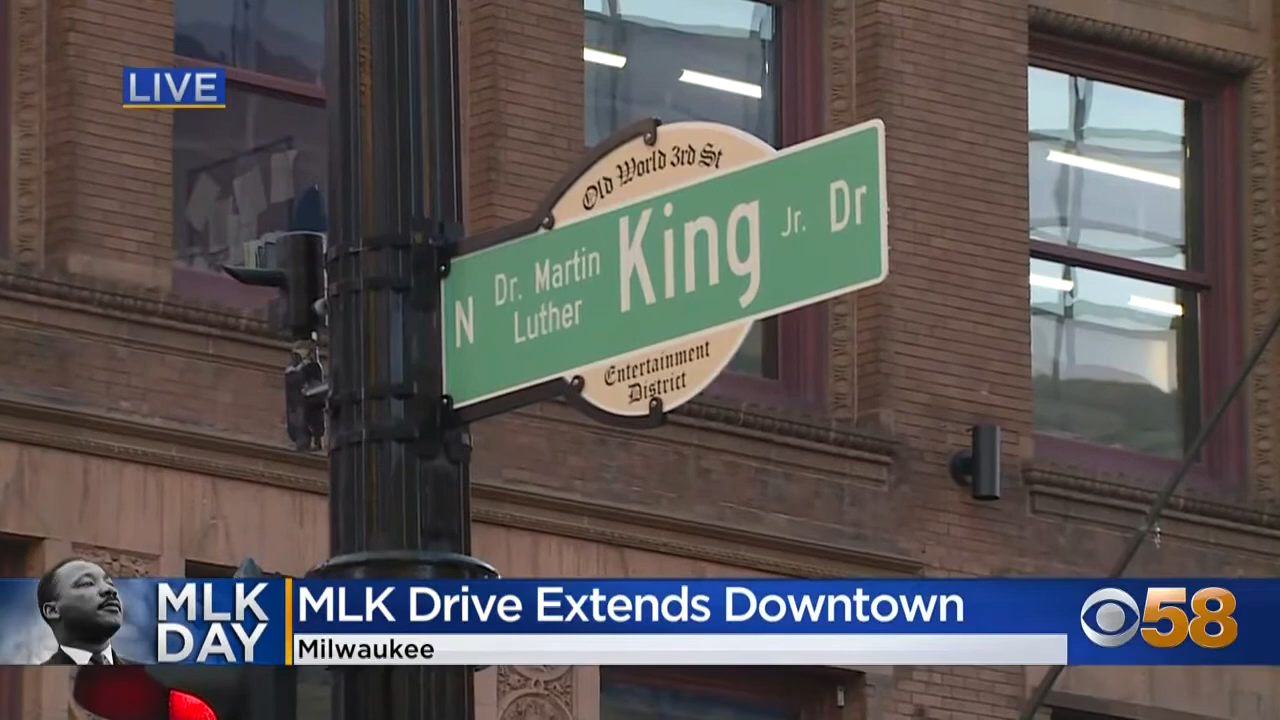 LIVE
Old World 3rd St
N Dr. Martin Luther King Jr. Dr
Entertainment
District
MLK DAY
MLK Drive Extends Downtown
Milwaukee
58